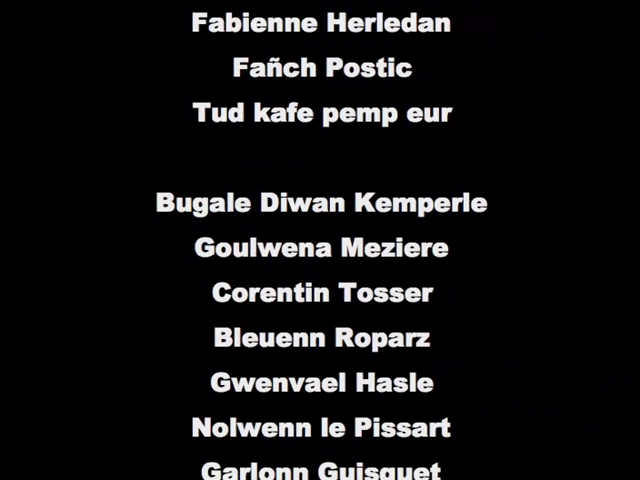 Fabienne Herledan
Fañch Postic
Tud kafe pemp eur
Bugale Diwan Kemperle
Goulwena Meziere
Corentin Tosser
Bleuenn Roparz
Gwenvael Hasle
Nolwenn le Pissart
Garlonn Guisquet